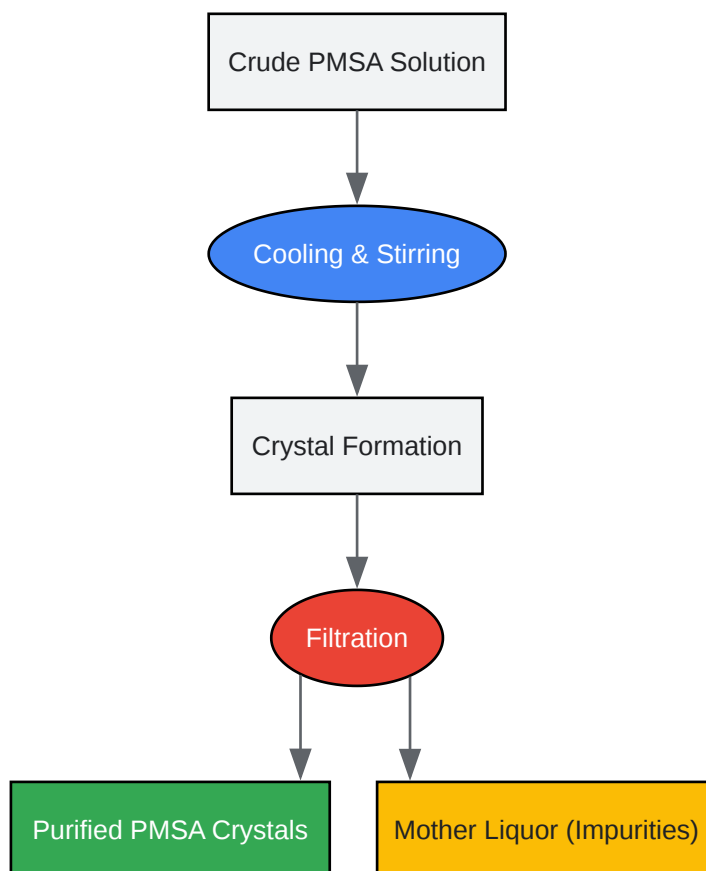 Crude PMSA Solution
Cooling & Stirring
Crystal Formation
Filtration
Purified PMSA Crystals
Mother Liquor (Impurities)